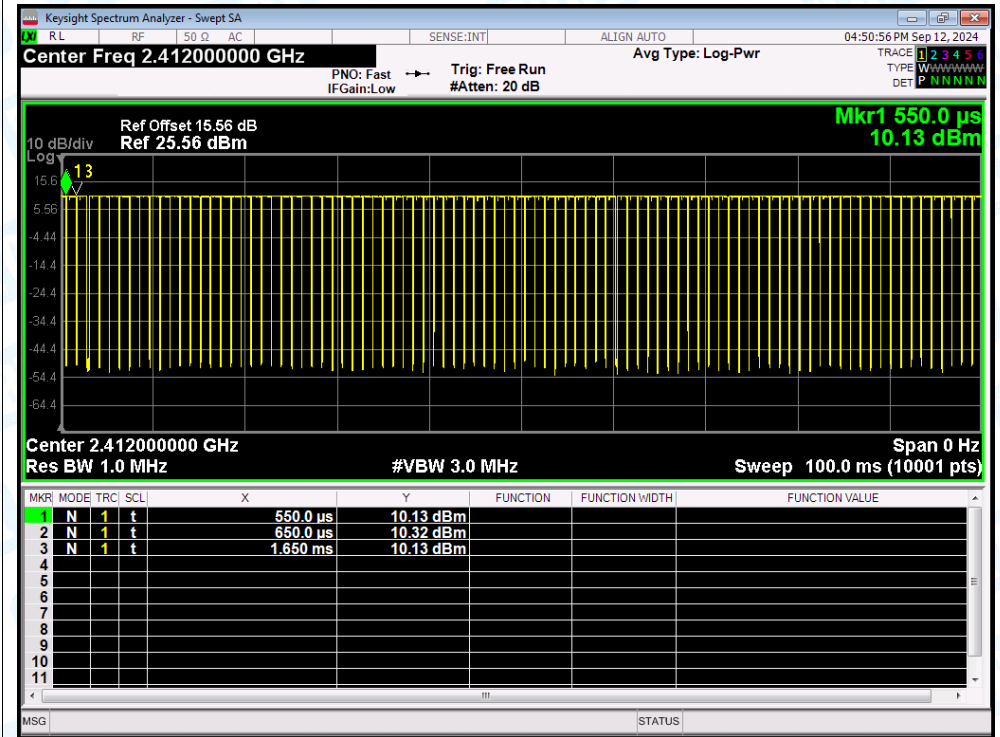 Keysight Spectrum Analyzer - Swept SA
LXI RL RF 50 Ω AC SENSE:INT ALIGN AUTO 04:50:56 PM Sep 12, 2024
Center Freq 2.412000000 GHz
PNO: Fast
IFGain:Low
Trig: Free Run
#Atten: 20 dB
Avg Type: Log-Pwr
TRACE 1 2 3 4 5 6
TYPE W W W W W W
DET P N N N N N
Mkr1 550.0 µs
10.13 dBm
10 dB/div
Log
Ref Offset 15.56 dB
Ref 25.56 dBm
1 3
15.6
5.56
-4.44
-14.4
-24.4
-34.4
-44.4
-54.4
-64.4
Center 2.412000000 GHz Span 0 Hz
Res BW 1.0 MHz #VBW 3.0 MHz Sweep 100.0 ms (10001 pts)
MKR MODE TRC SCL X Y FUNCTION FUNCTION WIDTH FUNCTION VALUE
1 N 1 t 550.0 µs 10.13 dBm
2 N 1 t 650.0 µs 10.32 dBm
3 N 1 t 1.650 ms 10.13 dBm
4
5
6
7
8
9
10
11
MSG STATUS